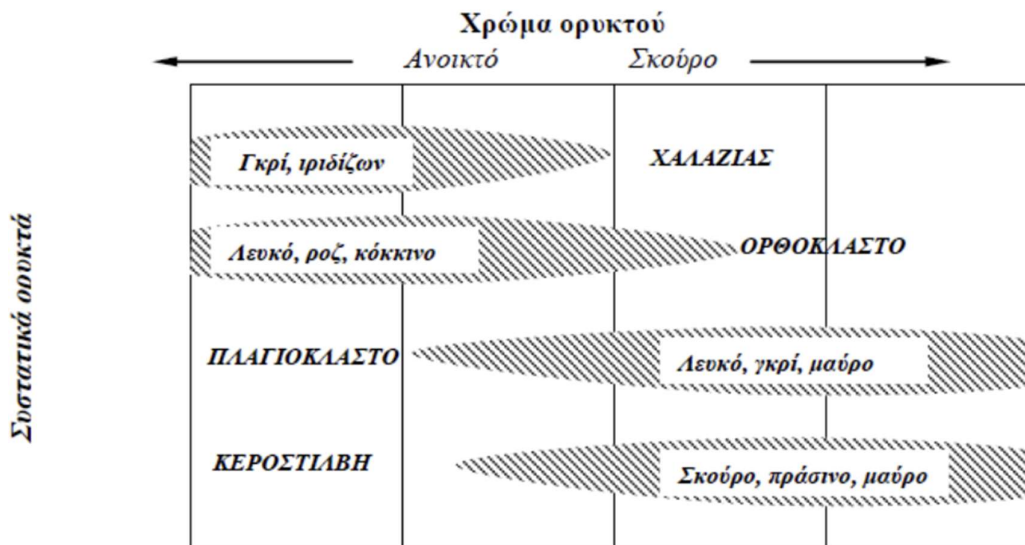 Χρώμα ορυκτού
Ανοικτό Σκούρο
Γκρί, ιριδίζων ΧΑΛΑΖΙΑΣ
Λευκό, ροζ, κόκκινο ΟΡΘΟΚΛΑΣΤΟ
ΠΛΑΓΙΟΚΛΑΣΤΟ Λευκό, γκρί, μαύρο
ΚΕΡΟΣΤΙΛΒΗ Σκούρο, πράσινο, μαύρο
Συστατικά ορυκτά